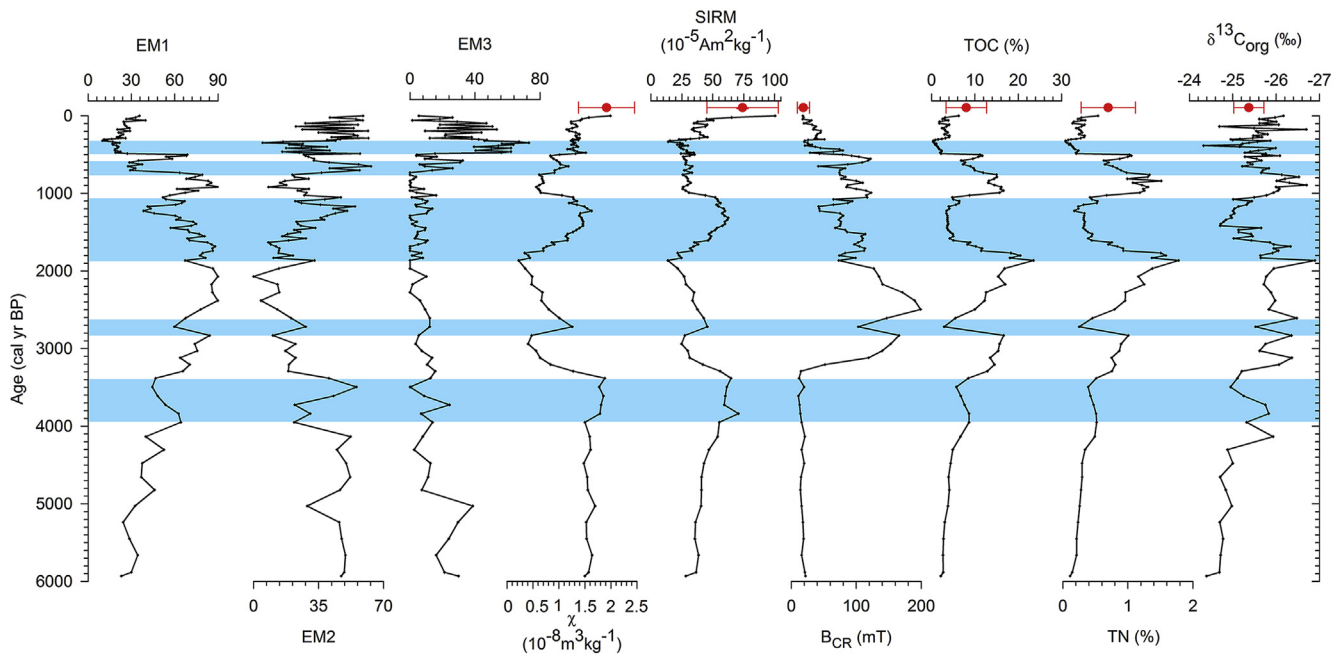 SIRM
EM1 EM3 (10⁻⁵Am²kg⁻¹) TOC (%) δ¹³Corg (‰)
0 30 60 90 0 40 80 0 25 50 75 100 0 10 20 30 -24 -25 -26 -27
Age (cal yr BP)
0
1000
2000
3000
4000
5000
6000
0 35 70 0 0.5 1 1.5 2 2.5 0 100 200 0 1 2
EM2 χ BCR (mT) TN (%)
(10⁻⁸m³kg⁻¹)